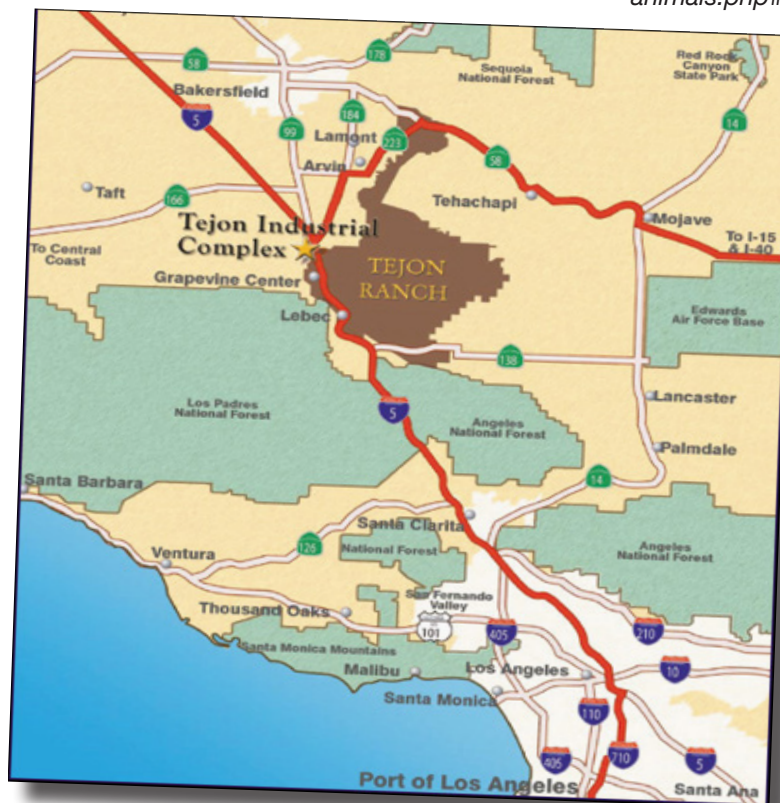 animals.php
58
178
Sequoia
National Forest
Red Rock
Canyon
State Park
Bakersfield
5
99
184
14
Lamont
223
Arvin
58
Taft
166
Tehachapi
Mojave
Tejon Industrial
Complex
To I-15
& I-40
To Central
Coast
TEJON
RANCH
Grapevine Center
Lebec
Edwards
Air Force Base
138
Los Padres
National Forest
5
Lancaster
Angeles
National Forest
Palmdale
14
Santa Barbara
Santa Clarita
126
National Forest
Angeles
National Forest
Ventura
San Fernando
Valley
Thousand Oaks
101
405
210
Santa Monica Mountains
Malibu
Los Angeles
10
Santa Monica
110
405
710
5
Port of Los Angeles
Santa Ana